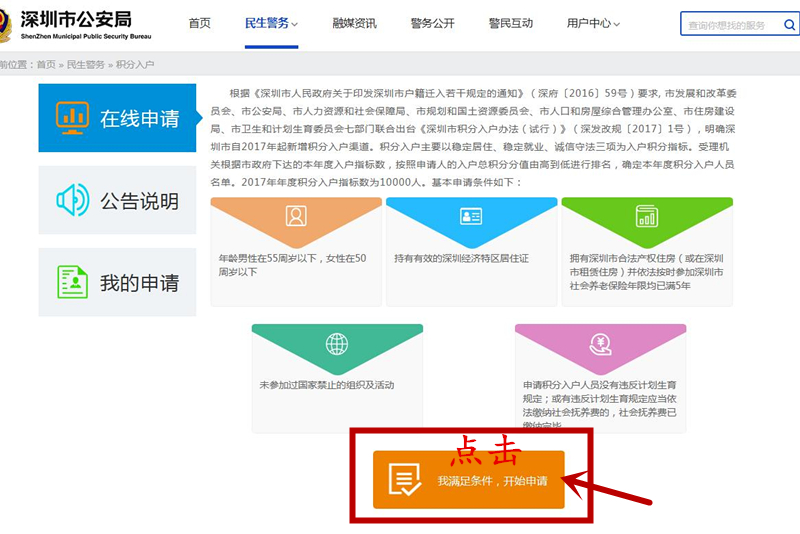 深圳市公安局
ShenZhen Municipal Public Security Bureau
首页
民生警务
融媒资讯
警务公开
警民互动
用户中心
查询你想找的服务
前位置：首页 » 民生警务 » 积分入户
在线申请
公告说明
我的申请
根据《深圳市人民政府关于印发深圳市户籍迁入若干规定的通知》（深府〔2016〕59号）要求, 市发展和改革委
员会、市公安局、市人力资源和社会保障局、市规划和国土资源委员会、市人口和房屋综合管理办公室、市住房建设
局、市卫生和计划生育委员会七部门联合出台《深圳市积分入户办法（试行）》（深发改规〔2017〕1号）, 明确深
圳市自2017年起新增积分入户渠道。积分入户主要以稳定居住、稳定就业、诚信守法三项为入户积分指标。受理机
关根据市政府下达的本年度入户指标数，按照申请人的入户总积分分值由高到低进行排名，确定本年度积分入户人员
名单。2017年年度积分入户指标数为10000人。基本申请条件如下：
年龄男性在55周岁以下，女性在50
周岁以下
持有有效的深圳经济特区居住证
拥有深圳市合法产权住房（或在深
圳市租赁住房）并依法按时参加深圳市
社会养老保险年限均已满5年
未参加过国家禁止的组织及活动
申请积分入户人员没有违反计划生育
规定；或有违反计划生育规定应当依
法缴纳社会抚养费的，社会抚养费已
缴纳完毕
点击
我满足条件，开始申请